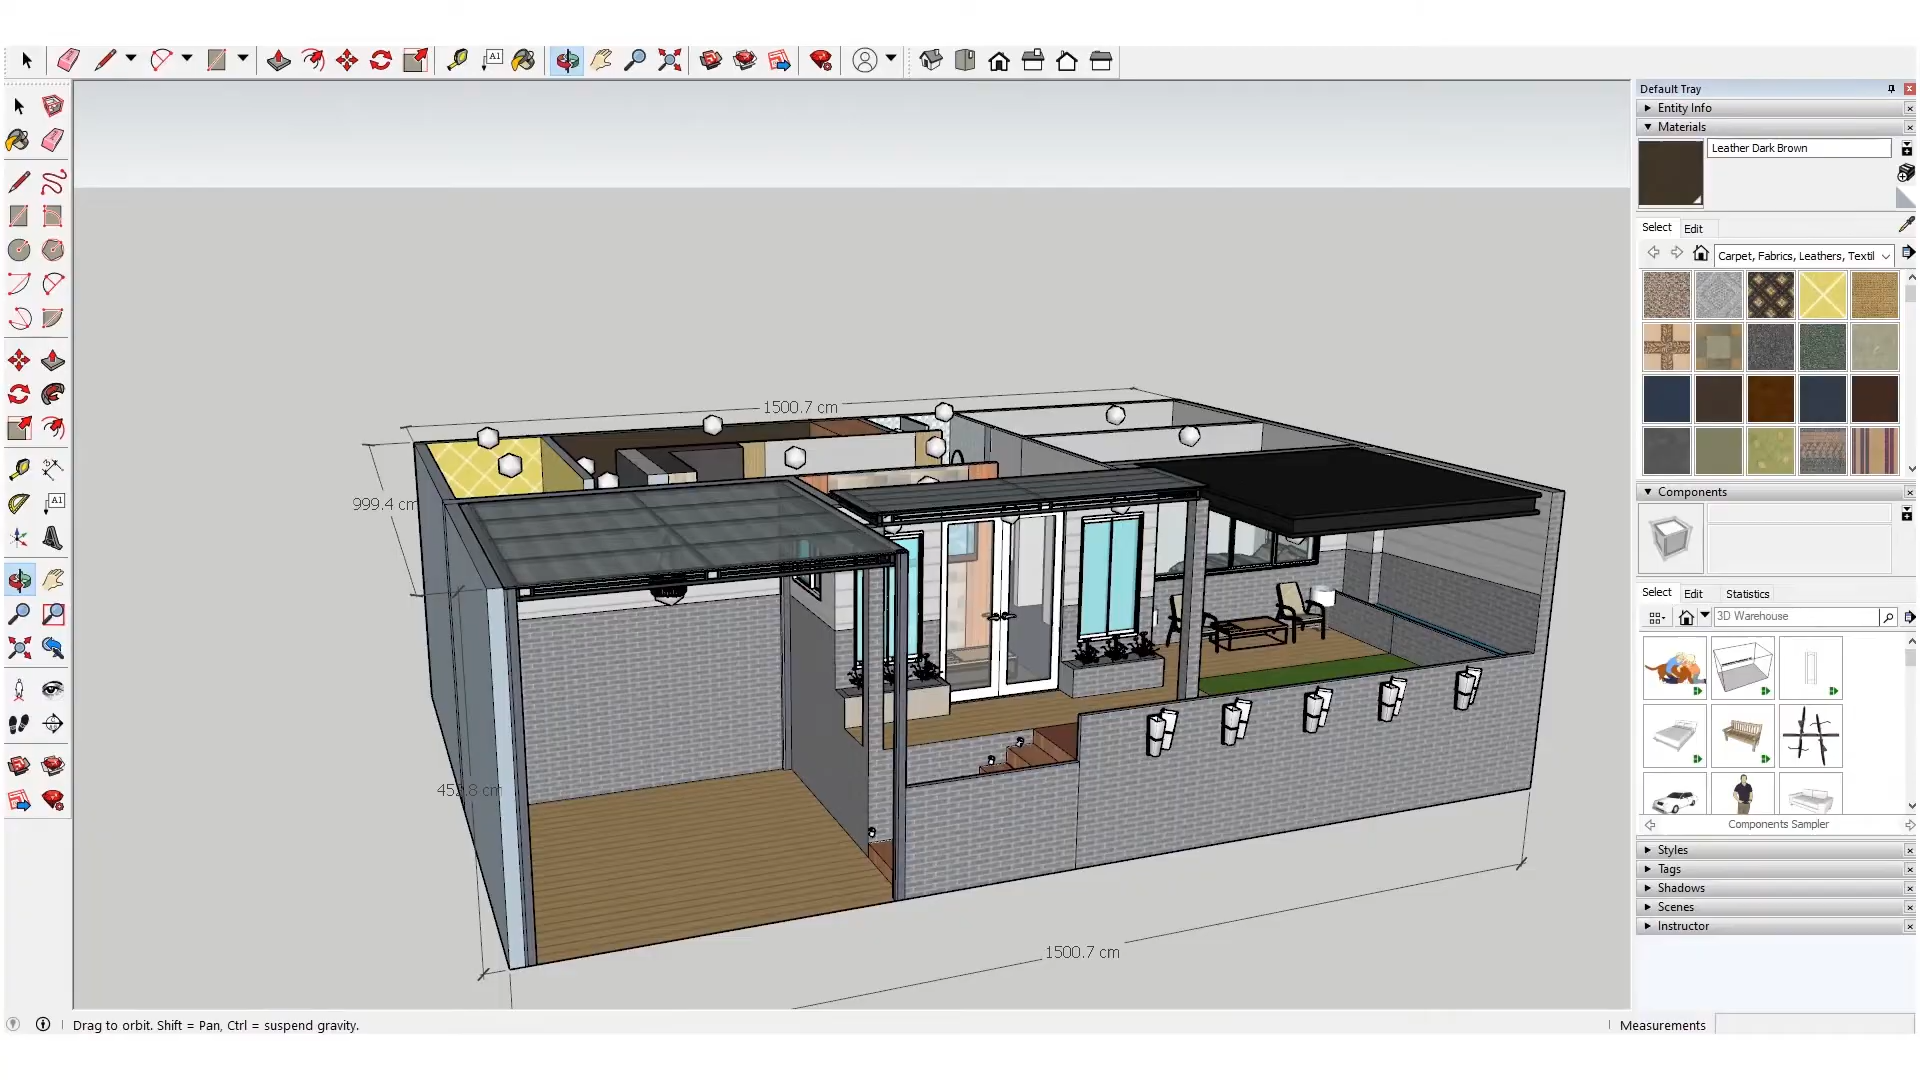 A1
Default Tray
Entity Info
Materials
Leather Dark Brown
Select
Edit
Carpet, Fabrics, Leathers, Textil
1500.7 cm
999.4 cm
A1
Components
Select
Edit
Statistics
3D Warehouse
Components Sampler
Styles
Tags
Shadows
Scenes
Instructor
1500.7 cm
Drag to orbit. Shift = Pan, Ctrl = suspend gravity.
Measurements